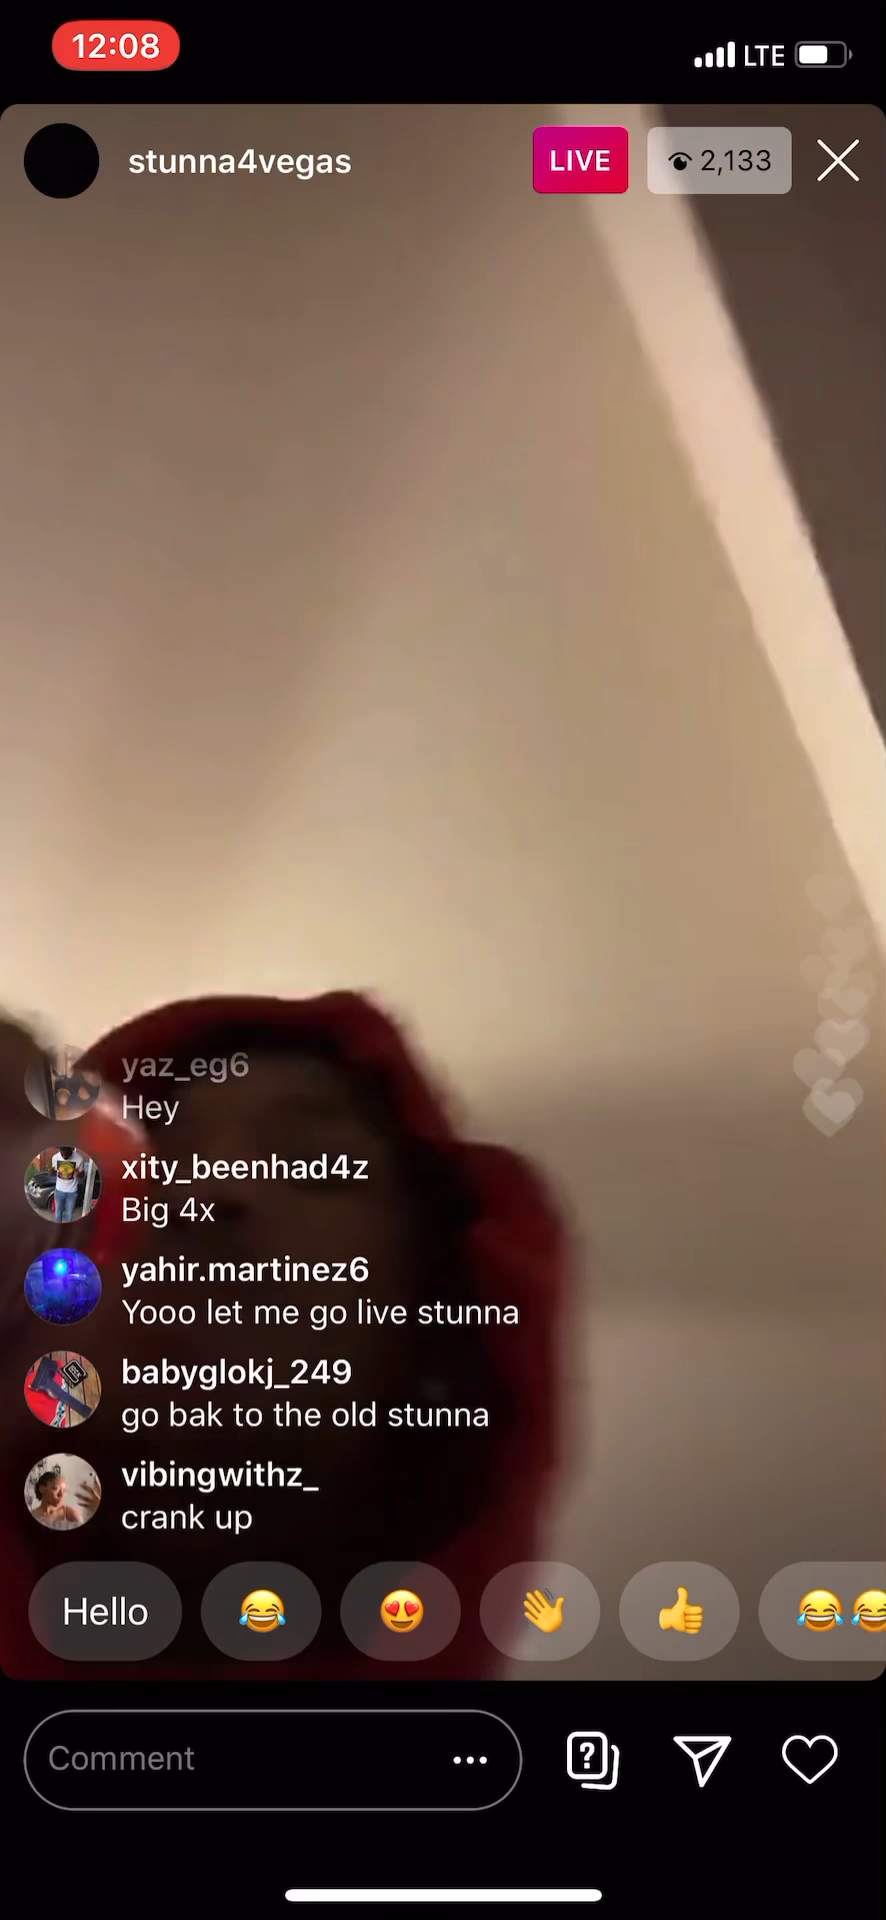 12:08
LTE
stunna4vegas
LIVE
2,133
yaz_eg6
Hey
xity_beenhad4z
Big 4x
yahir.martinez6
Yooo let me go live stunna
babyglokj_249
go bak to the old stunna
vibingwithz_
crank up
Hello
Comment